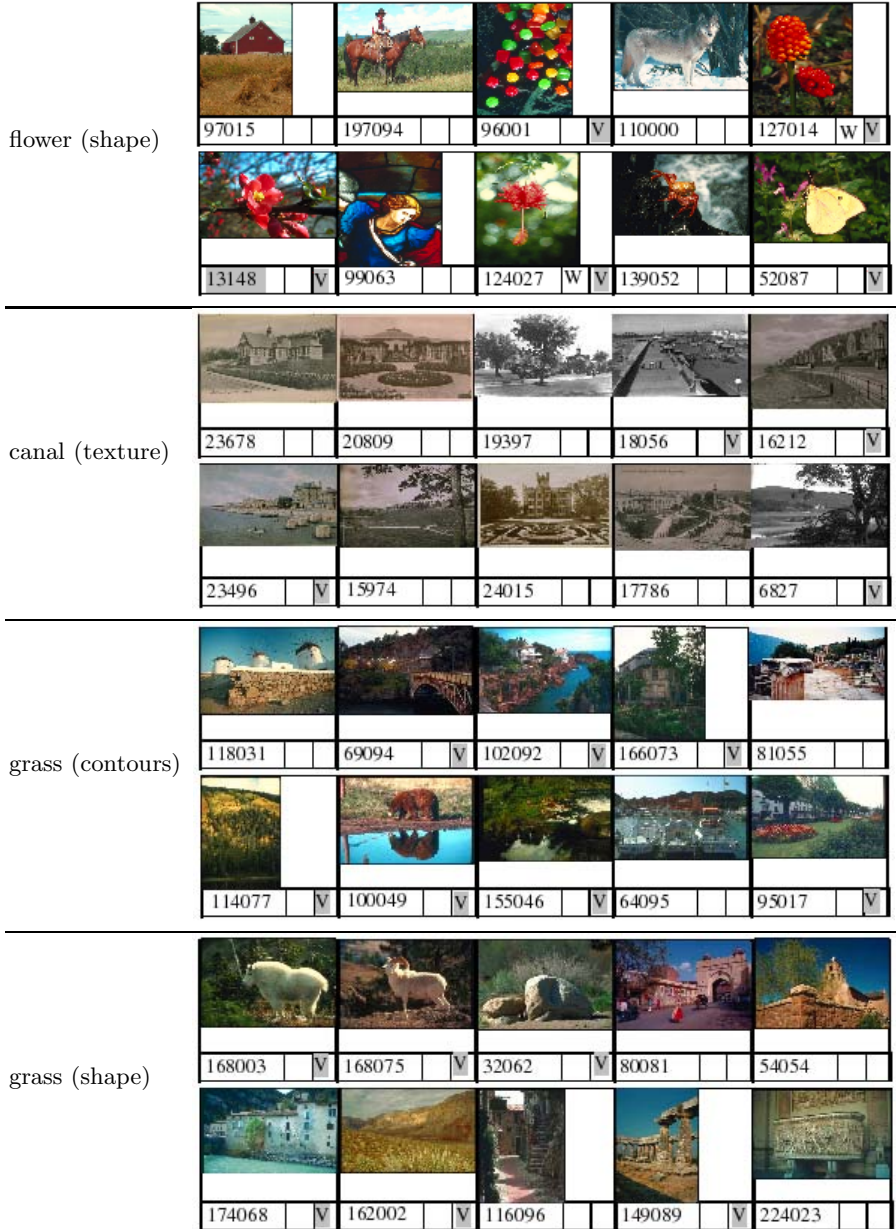 flower (shape)
97015 197094 96001 V 110000 127014 W V
13148 V 99063 124027 W V 139052 52087 V
canal (texture)
23678 20809 19397 18056 V 16212 V
23496 V 15974 24015 17786 6827 V
grass (contours)
118031 69094 V 102092 V 166073 V 81055
114077 V 100049 V 155046 V 64095 95017 V
grass (shape)
168003 V 168075 V 32062 V 80081 54054
174068 V 162002 V 116096 149089 V 224023